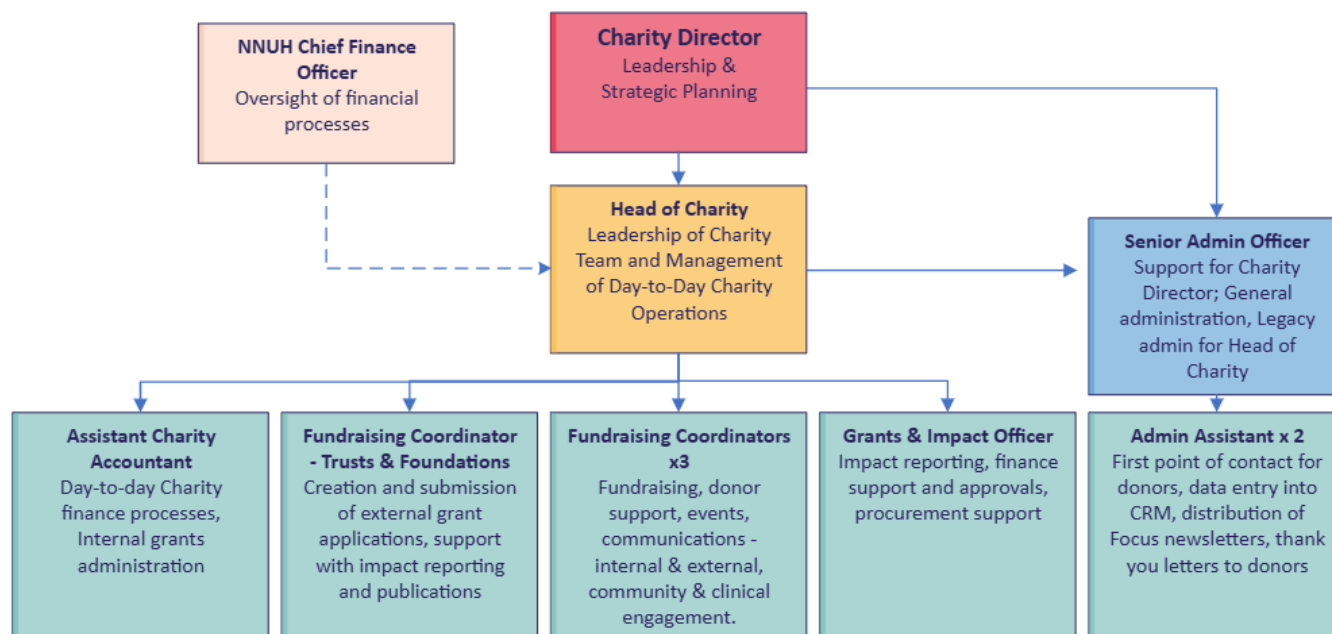 NNUH Chief Finance
Officer
Oversight of financial
processes
Charity Director
Leadership &
Strategic Planning
Head of Charity
Leadership of Charity
Team and Management
of Day-to-Day Charity
Operations
Senior Admin Officer
Support for Charity
Director; General
administration, Legacy
admin for Head of
Charity
Assistant Charity
Accountant
Day-to-day Charity
finance processes,
Internal grants
administration
Fundraising Coordinator
- Trusts & Foundations
Creation and submission
of external grant
applications, support
with impact reporting
and publications
Fundraising Coordinators
x3
Fundraising, donor
support, events,
communications -
internal & external,
community & clinical
engagement.
Grants & Impact Officer
Impact reporting, finance
support and approvals,
procurement support
Admin Assistant x 2
First point of contact for
donors, data entry into
CRM, distribution of
Focus newsletters, thank
you letters to donors